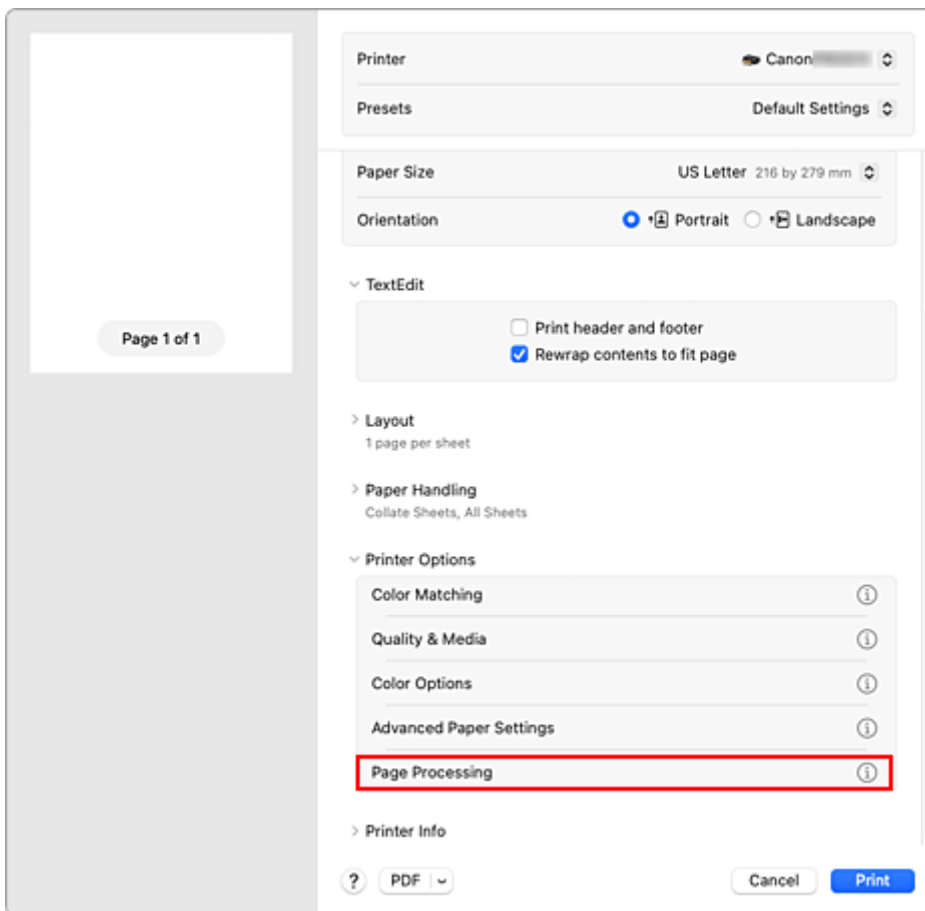 Page 1 of 1
Printer Canon
Presets Default Settings
Paper Size US Letter 216 by 279 mm
Orientation Portrait Landscape
TextEdit
Print header and footer
Rewrap contents to fit page
Layout
1 page per sheet
Paper Handling
Collate Sheets, All Sheets
Printer Options
Color Matching
Quality & Media
Color Options
Advanced Paper Settings
Page Processing
Printer Info
? PDF Cancel Print